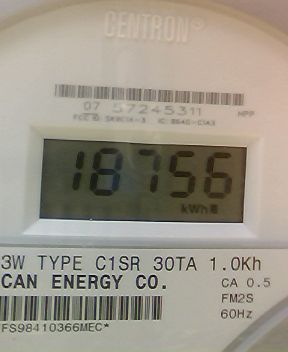 CENTRON
07 57245311 HPP
18756
kWh
3W TYPE C1SR 30TA 1.0Kh
CAN ENERGY CO.
CA 0.5
FM2S
60Hz
FS98410366MEC*